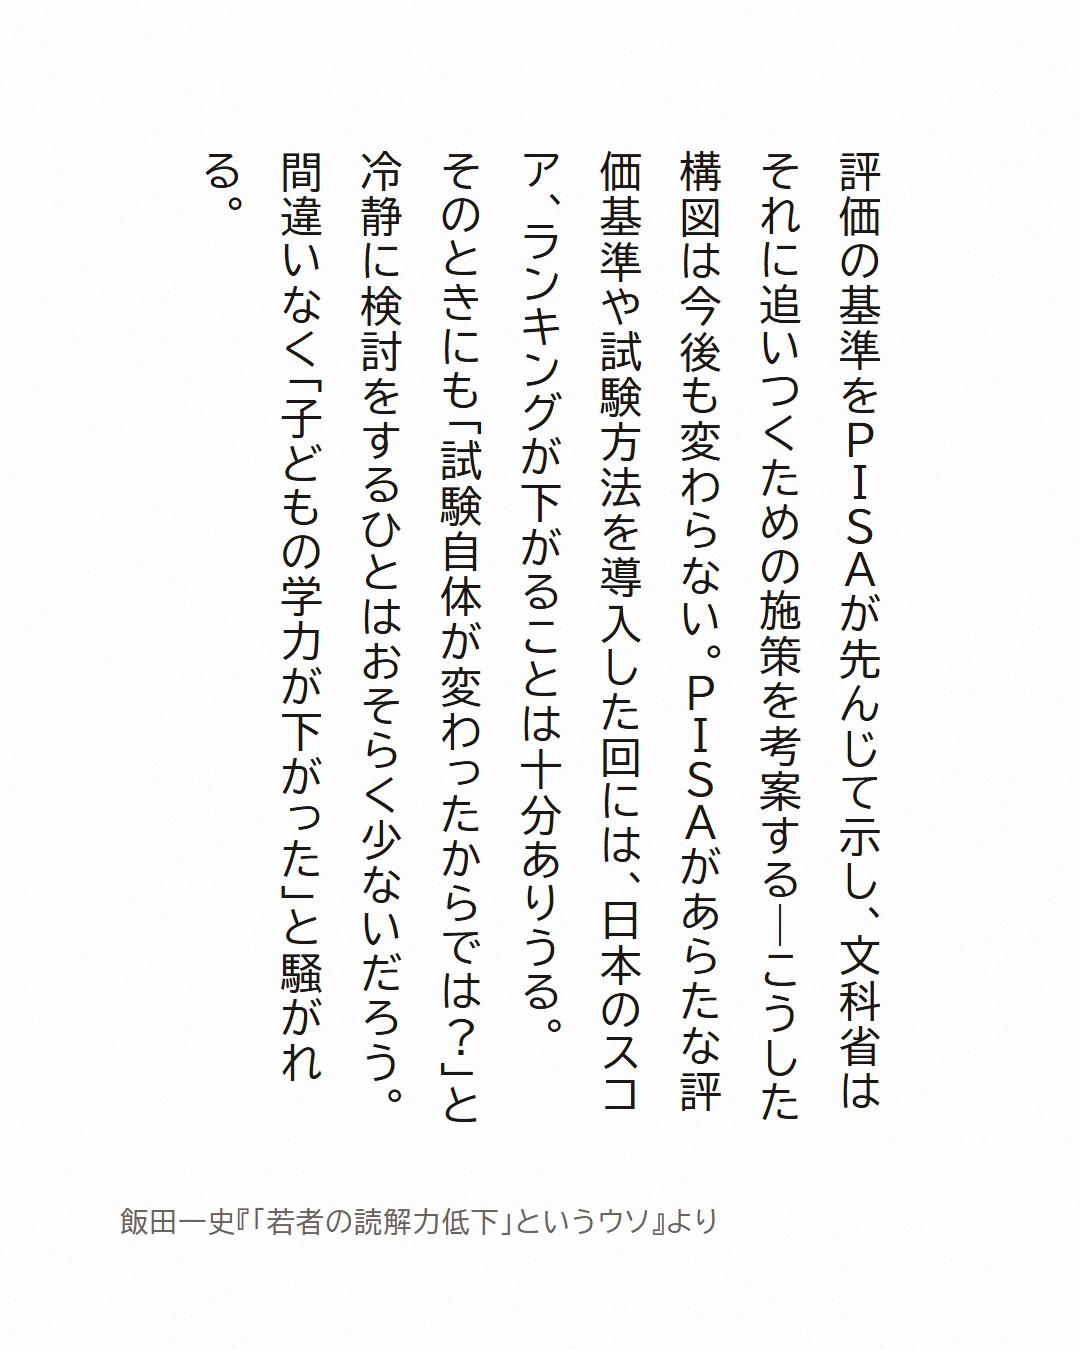 評価の基準をＰＩＳＡが先んじて示し、文科省は
それに追いつくための施策を考案する―こうした
構図は今後も変わらない。ＰＩＳＡがあらたな評
価基準や試験方法を導入した回には、日本のスコ
ア、ランキングが下がることは十分ありうる。
そのときにも「試験自体が変わったからでは？」と
冷静に検討をするひとはおそらく少ないだろう。
間違いなく「子どもの学力が下がった」と騒がれ
る。
飯田一史『「若者の読解力低下」というウソ』より